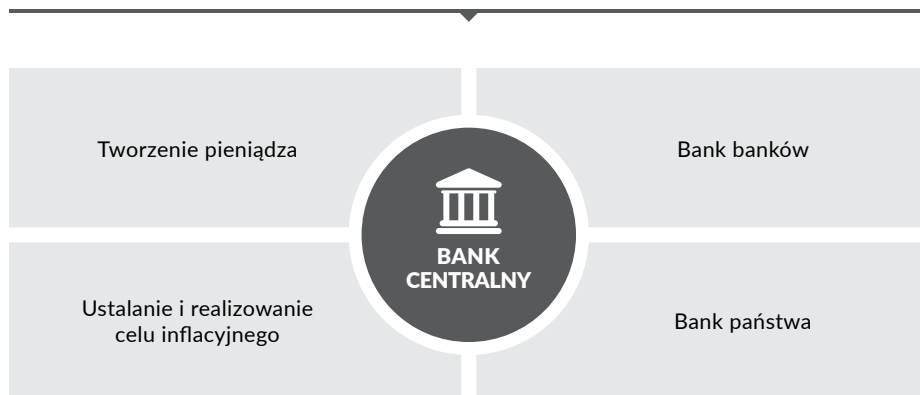 Tworzenie pieniądza
Bank banków
BANK
CENTRALNY
Ustalanie i realizowanie
celu inflacyjnego
Bank państwa